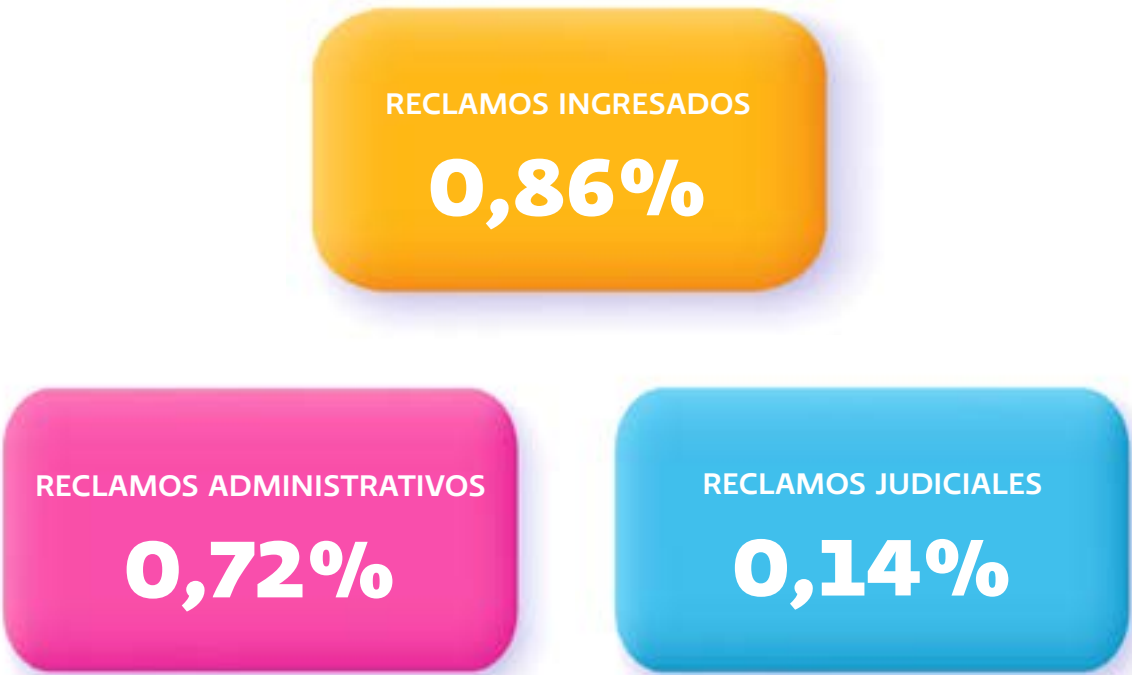 RECLAMOS INGRESADOS
0,86%
RECLAMOS ADMINISTRATIVOS
0,72%
RECLAMOS JUDICIALES
0,14%